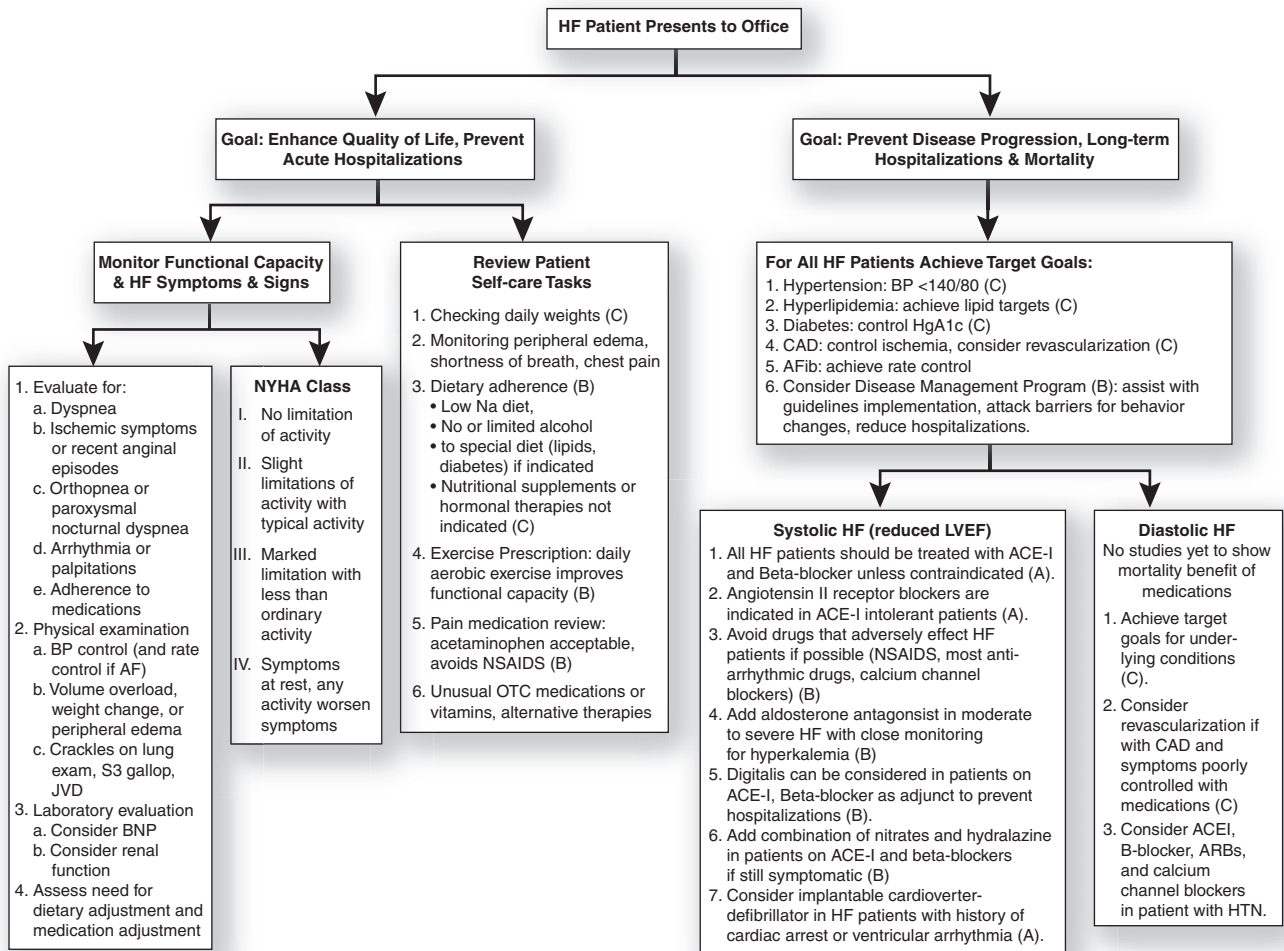 HF Patient Presents to Office
Goal: Enhance Quality of Life, Prevent
Acute Hospitalizations
Goal: Prevent Disease Progression, Long-term
Hospitalizations & Mortality
Monitor Functional Capacity
& HF Symptoms & Signs
1. Evaluate for:
a. Dyspnea
b. Ischemic symptoms
or recent anginal
episodes
c. Orthopnea or
paroxysmal
nocturnal dyspnea
d. Arrhythmia or
palpitations
e. Adherence to
medications
2. Physical examination
a. BP control (and rate
control if AF)
b. Volume overload,
weight change, or
peripheral edema
c. Crackles on lung
exam, S3 gallop,
JVD
3. Laboratory evaluation
a. Consider BNP
b. Consider renal
function
4. Assess need for
dietary adjustment and
medication adjustment
NYHA Class
I. No limitation
of activity
II. Slight
limitations of
activity with
typical activity
III. Marked
limitation with
less than
ordinary
activity
IV. Symptoms
at rest, any
activity worsen
symptoms
Review Patient
Self-care Tasks
1. Checking daily weights (C)
2. Monitoring peripheral edema,
shortness of breath, chest pain
3. Dietary adherence (B)
• Low Na diet,
• No or limited alcohol
• to special diet (lipids,
diabetes) if indicated
• Nutritional supplements or
hormonal therapies not
indicated (C)
4. Exercise Prescription: daily
aerobic exercise improves
functional capacity (B)
5. Pain medication review:
acetaminophen acceptable,
avoids NSAIDS (B)
6. Unusual OTC medications or
vitamins, alternative therapies
For All HF Patients Achieve Target Goals:
1. Hypertension: BP <140/80 (C)
2. Hyperlipidemia: achieve lipid targets (C)
3. Diabetes: control HgA1c (C)
4. CAD: control ischemia, consider revascularization (C)
5. AFib: achieve rate control
6. Consider Disease Management Program (B): assist with
guidelines implementation, attack barriers for behavior
changes, reduce hospitalizations.
Systolic HF (reduced LVEF)
1. All HF patients should be treated with ACE-I
and Beta-blocker unless contraindicated (A).
2. Angiotensin II receptor blockers are
indicated in ACE-I intolerant patients (A).
3. Avoid drugs that adversely effect HF
patients if possible (NSAIDS, most anti-
arrhythmic drugs, calcium channel
blockers) (B)
4. Add aldosterone antagonsist in moderate
to severe HF with close monitoring
for hyperkalemia (B)
5. Digitalis can be considered in patients on
ACE-I, Beta-blocker as adjunct to prevent
hospitalizations (B).
6. Add combination of nitrates and hydralazine
in patients on ACE-I and beta-blockers
if still symptomatic (B)
7. Consider implantable cardioverter-
defibrillator in HF patients with history of
cardiac arrest or ventricular arrhythmia (A).
Diastolic HF
No studies yet to show
mortality benefit of
medications
1. Achieve target
goals for under-
lying conditions
(C).
2. Consider
revascularization if
with CAD and
symptoms poorly
controlled with
medications (C)
3. Consider ACEI,
B-blocker, ARBs,
and calcium
channel blockers
in patient with HTN.